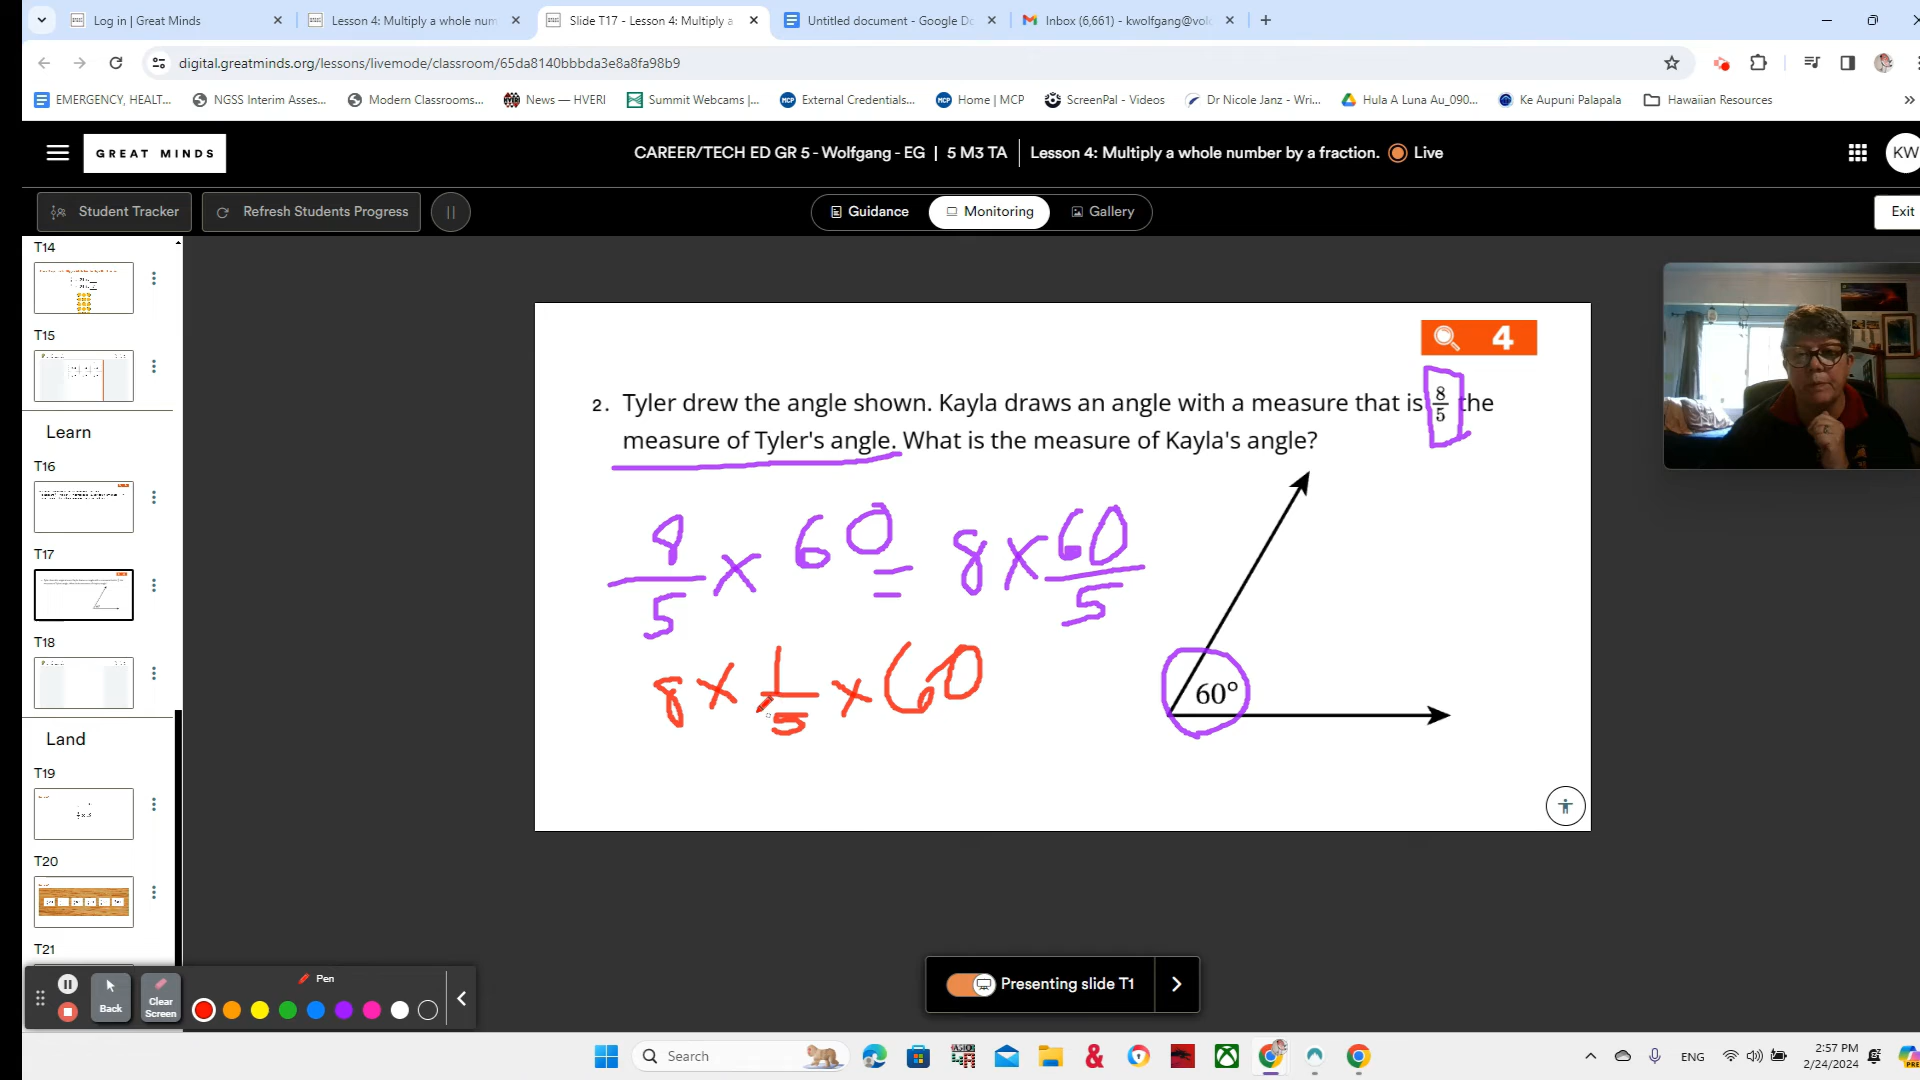 Log in | Great Minds
Lesson 4: Multiply a whole num
Slide T17 - Lesson 4: Multiply a
Untitled document - Google Do
Inbox (6,661) - kwolfgang@volc
digital.greatminds.org/lessons/livemode/classroom/65da8140bbbda3e8a8fa98b9
EMERGENCY, HEALT...
NGSS Interim Asses...
Modern Classrooms...
News — HVERI
Summit Webcams |...
External Credentials...
Home | MCP
ScreenPal - Videos
Dr Nicole Janz - Wri...
Hula A Luna Au_090...
Ke Aupuni Palapala
Hawaiian Resources
GREAT MINDS
CAREER/TECH ED GR 5 - Wolfgang - EG | 5 M3 TA
Lesson 4: Multiply a whole number by a fraction.
Live
KW
Student Tracker
Refresh Students Progress
Guidance
Monitoring
Gallery
Exit
T14
T15
Learn
T16
T17
T18
Land
T19
T20
T21
4
2. Tyler drew the angle shown. Kayla draws an angle with a measure that is 8/5 the
measure of Tyler's angle. What is the measure of Kayla's angle?
8/5 × 60 = 8 × 60/5
8 × 1/5 × 60
60°
Presenting slide T1
Pen
Back
Clear
Screen
Search
ENG
2:57 PM
2/24/2024